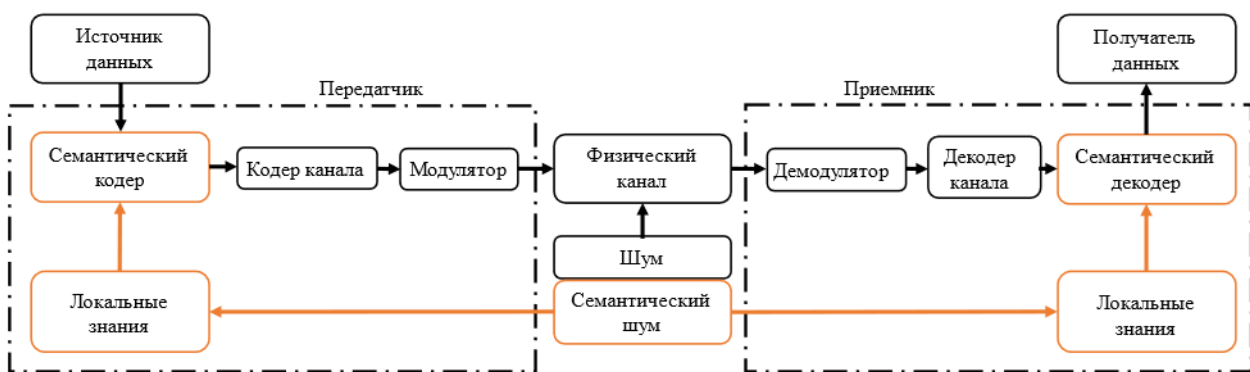 Источник
данных
Получатель
данных
Передатчик
Приемник
Семантический
кодер
Кодер канала
Модулятор
Физический
канал
Демодулятор
Декодер
канала
Семантический
декодер
Шум
Локальные
знания
Семантический
шум
Локальные
знания